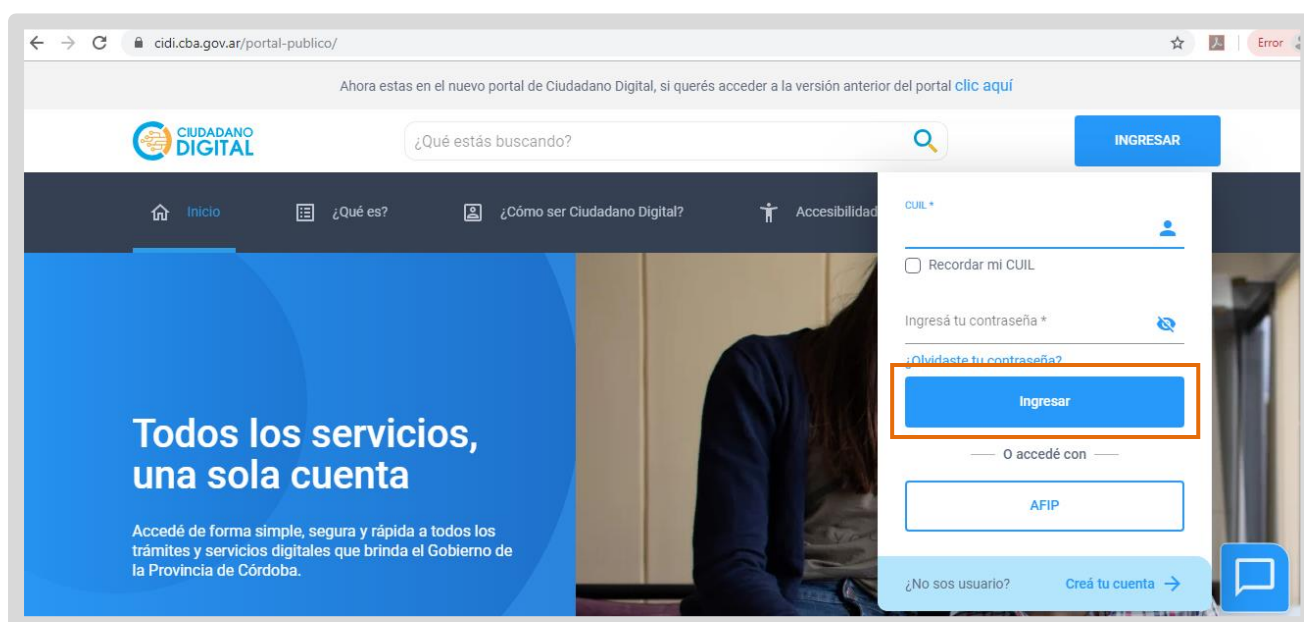 cidi.cba.gov.ar/portal-publico/
Error
Ahora estas en el nuevo portal de Ciudadano Digital, si querés acceder a la versión anterior del portal clic aquí
CIUDADANO
DIGITAL
¿Qué estás buscando?
INGRESAR
Inicio
¿Qué es?
¿Cómo ser Ciudadano Digital?
Accesibilidad
CUIL *
Recordar mi CUIL
Ingresá tu contraseña *
¿Olvidaste tu contraseña?
Ingresar
O accedé con
AFIP
¿No sos usuario?
Creá tu cuenta
Todos los servicios,
una sola cuenta
Accedé de forma simple, segura y rápida a todos los
trámites y servicios digitales que brinda el Gobierno de
la Provincia de Córdoba.